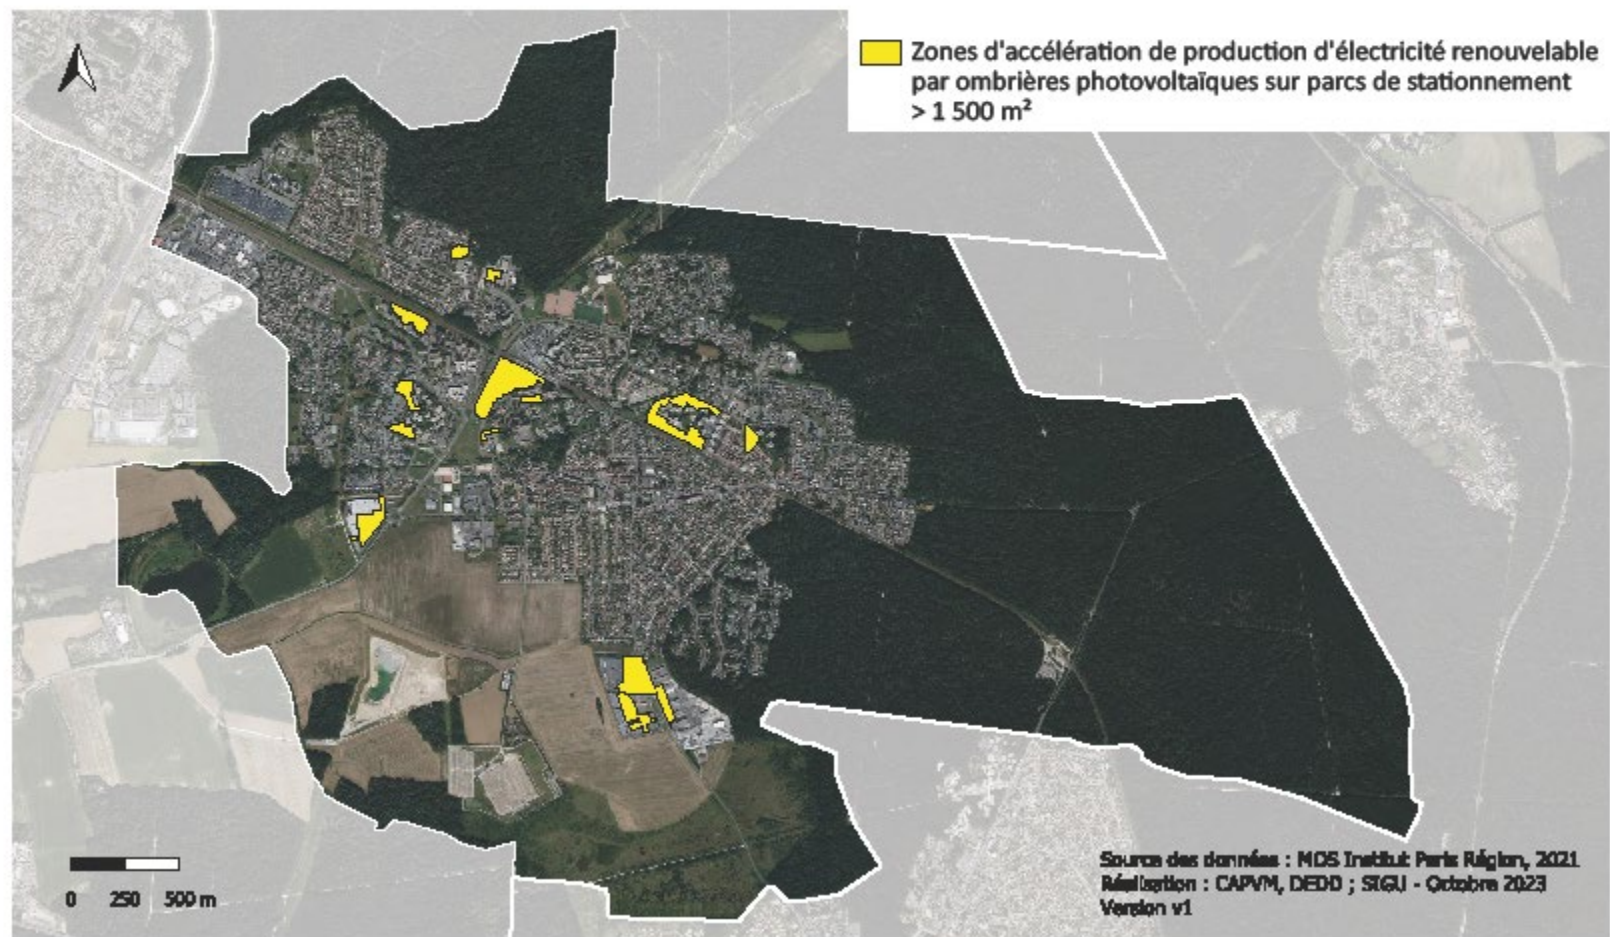 Zones d'accélération de production d'électricité renouvelable
par ombrières photovoltaïques sur parcs de stationnement
> 1 500 m²
0 250 500 m
Source des données : MOS Institut Paris Région, 2021
Réalisation : CAPVM, DEDD ; SIGU - Octobre 2023
Version v1